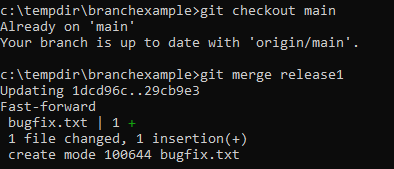 c:\tempdir\branchexample>git checkout main
Already on 'main'
Your branch is up to date with 'origin/main'.
c:\tempdir\branchexample>git merge release1
Updating 1dcd96c..29cb9e3
Fast-forward
 bugfix.txt | 1 +
 1 file changed, 1 insertion(+)
 create mode 100644 bugfix.txt